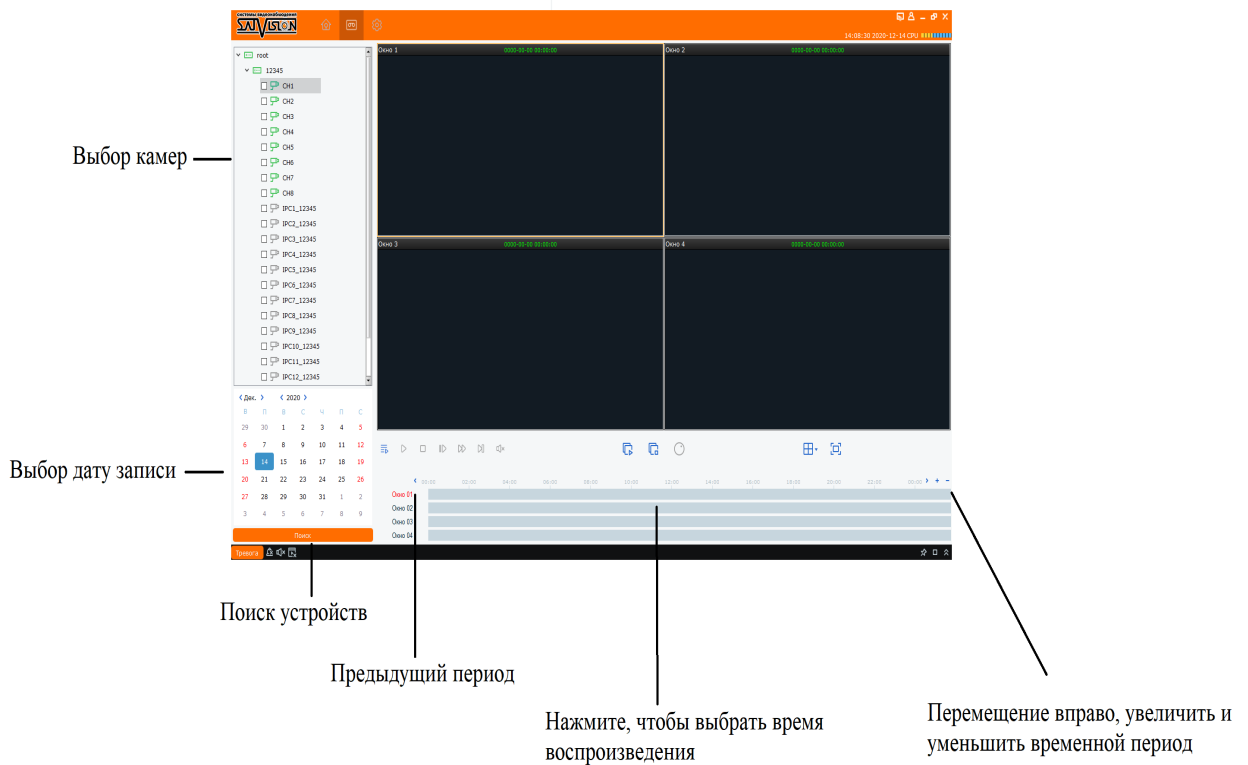 системы видеонаблюдения
SATVISION
14:08:30 2020-12-14 CPU
root
12345
CH1
CH2
CH3
CH4
CH5
CH6
CH7
CH8
IPC1_12345
IPC2_12345
IPC3_12345
IPC4_12345
IPC5_12345
IPC6_12345
IPC7_12345
IPC8_12345
IPC9_12345
IPC10_12345
IPC11_12345
IPC12_12345
Окно 1 0000-00-00 00:00:00
Окно 2 0000-00-00 00:00:00
Окно 3 0000-00-00 00:00:00
Окно 4 0000-00-00 00:00:00
Выбор камер
Дек. 2020
В П В С Ч П С
29 30 1 2 3 4 5
6 7 8 9 10 11 12
13 14 15 16 17 18 19
20 21 22 23 24 25 26
27 28 29 30 31 1 2
3 4 5 6 7 8 9
Поиск
Выбор дату записи
00:00 02:00 04:00 06:00 08:00 10:00 12:00 14:00 16:00 18:00 20:00 22:00 00:00 + -
Окно 01
Окно 02
Окно 03
Окно 04
Тревога
Поиск устройств
Предыдущий период
Нажмите, чтобы выбрать время
воспроизведения
Перемещение вправо, увеличить и
уменьшить временной период